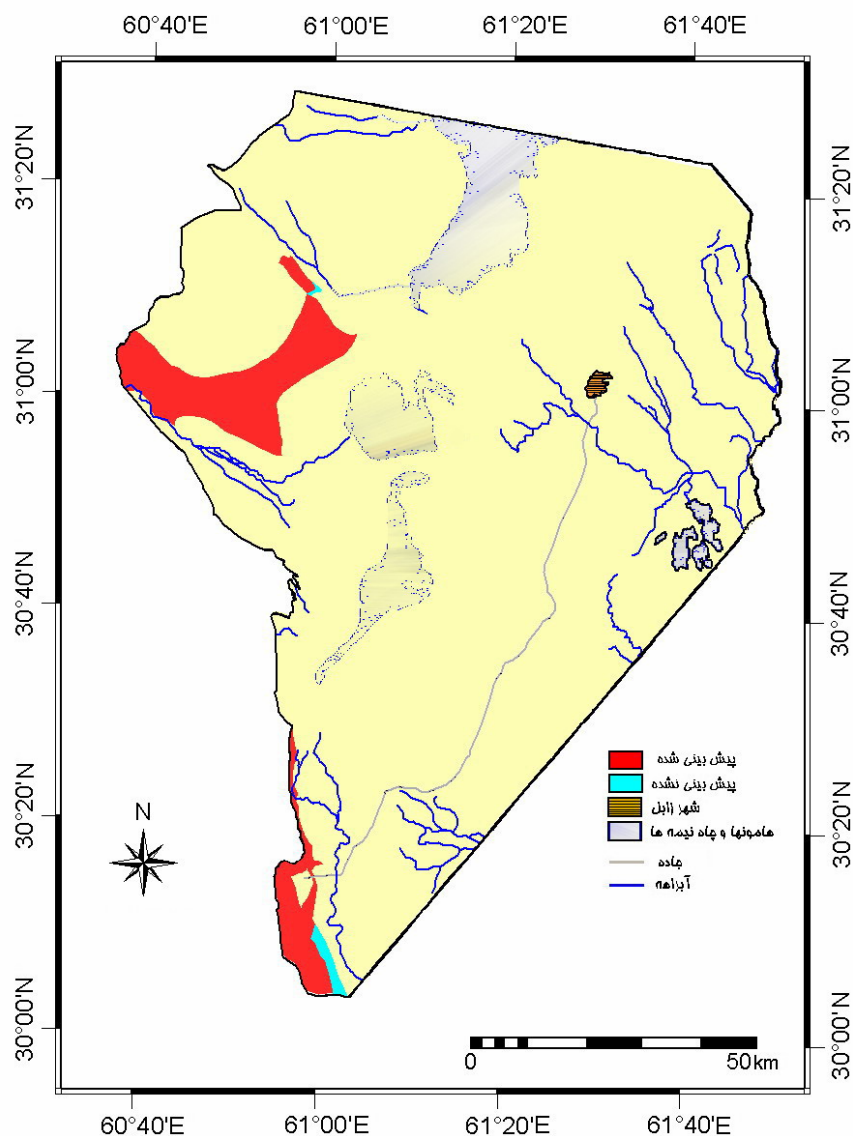 60°40'E 61°00'E 61°20'E 61°40'E
31°20'N
31°00'N
30°40'N
30°20'N
30°00'N
31°20'N
31°00'N
30°40'N
30°20'N
30°00'N
N
پیش بینی شده
پیش بینی نشده
شهر زابل
هامونها و چاه نیمه ها
جاده
آبراهه
0 50km
60°40'E 61°00'E 61°20'E 61°40'E